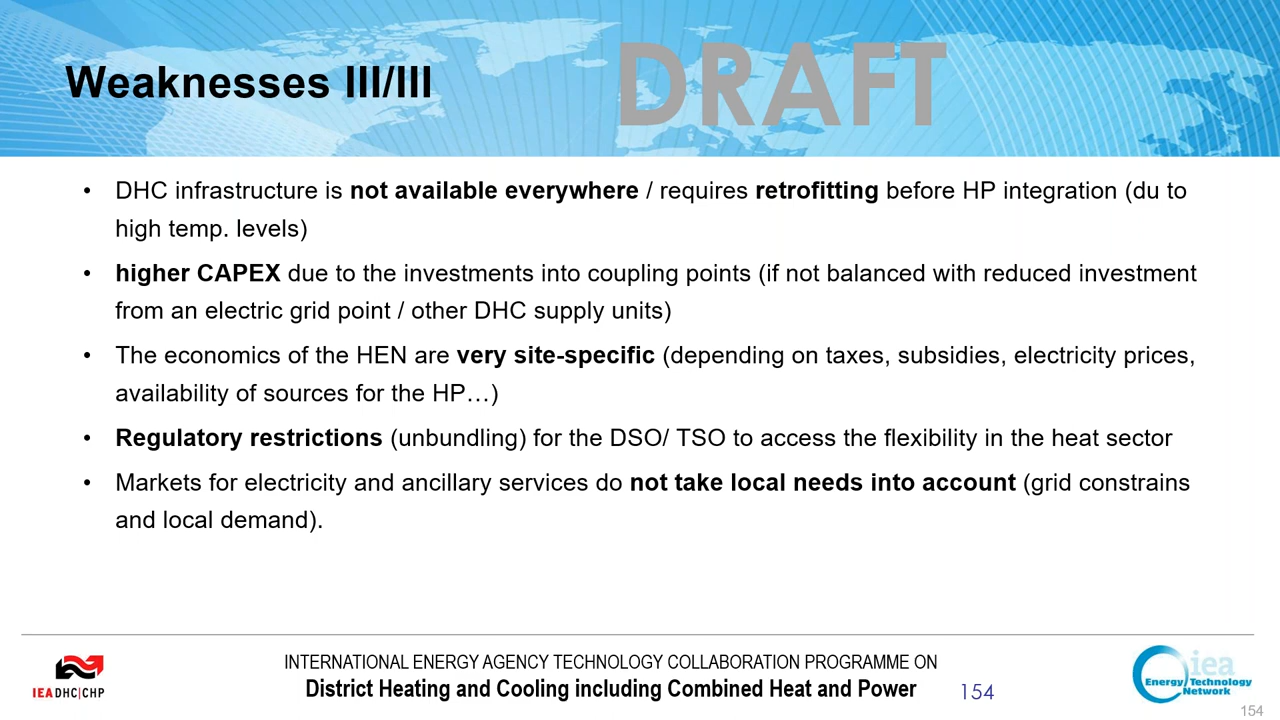 Weaknesses III/III
DRAFT
• DHC infrastructure is not available everywhere / requires retrofitting before HP integration (du to
high temp. levels)
• higher CAPEX due to the investments into coupling points (if not balanced with reduced investment
from an electric grid point / other DHC supply units)
• The economics of the HEN are very site-specific (depending on taxes, subsidies, electricity prices,
availability of sources for the HP…)
• Regulatory restrictions (unbundling) for the DSO/ TSO to access the flexibility in the heat sector
• Markets for electricity and ancillary services do not take local needs into account (grid constrains
and local demand).
IEA DHC|CHP
INTERNATIONAL ENERGY AGENCY TECHNOLOGY COLLABORATION PROGRAMME ON
District Heating and Cooling including Combined Heat and Power
154
iea
Energy Technology
Network
154